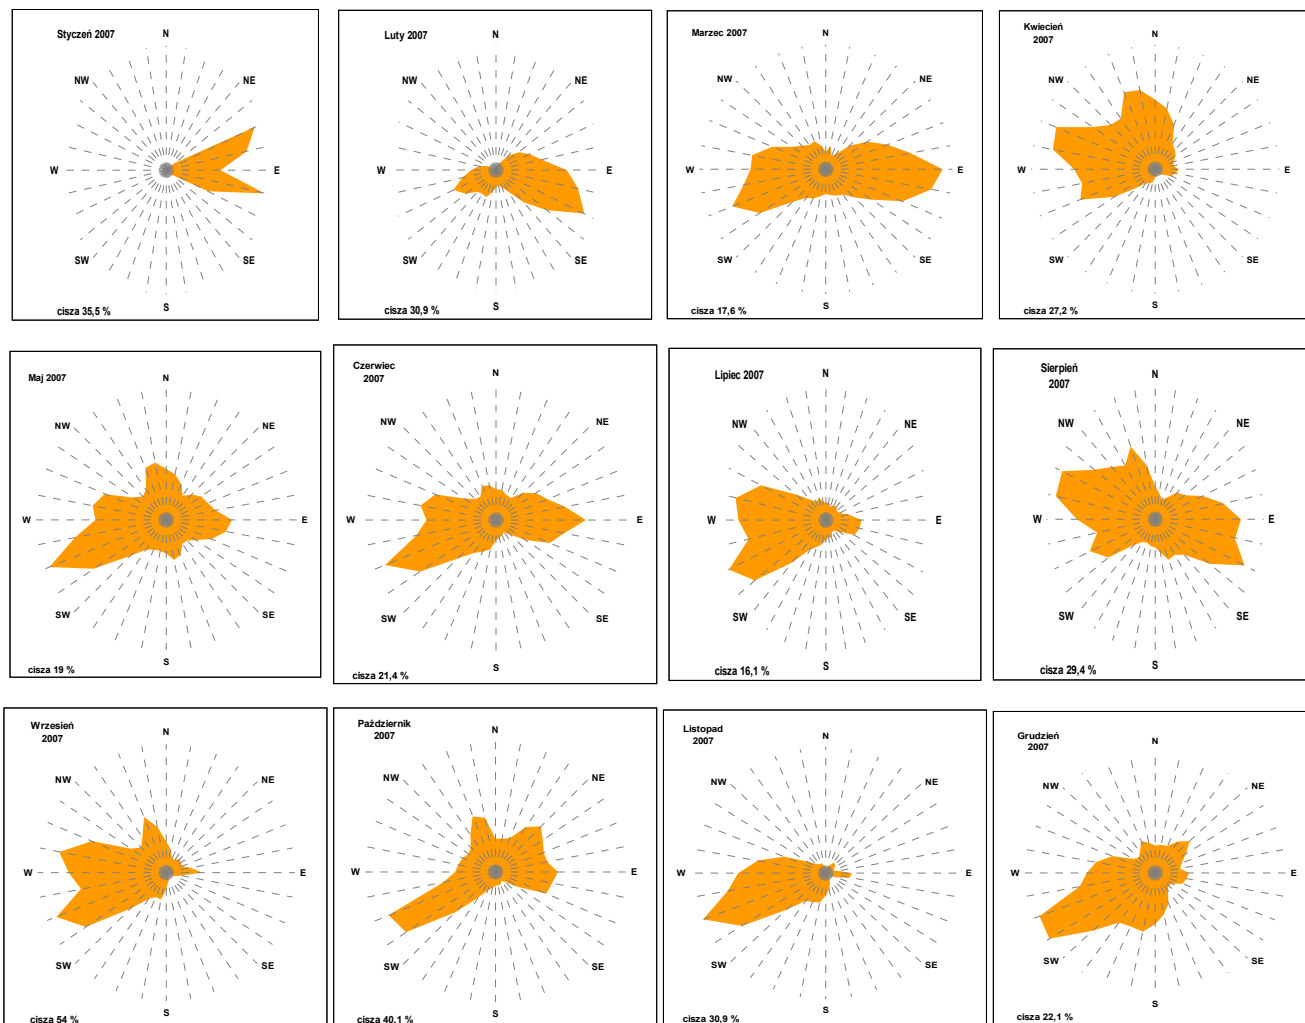 Styczeń 2007
N
NW
NE
W
E
SW
SE
S
cisza 35,5 %
Luty 2007
N
NW
NE
W
E
SW
SE
S
cisza 30,9 %
Marzec 2007
N
NW
NE
W
E
SW
SE
S
cisza 17,6 %
Kwiecień
2007
N
NW
NE
W
E
SW
SE
S
cisza 27,2 %
Maj 2007
N
NW
NE
W
E
SW
SE
S
cisza 19 %
Czerwiec
2007
N
NW
NE
W
E
SW
SE
S
cisza 21,4 %
Lipiec 2007
N
NW
NE
W
E
SW
SE
S
cisza 16,1 %
Sierpień
2007
N
NW
NE
W
E
SW
SE
S
cisza 29,4 %
Wrzesień
2007
N
NW
NE
W
E
SW
SE
S
cisza 54 %
Październik
2007
N
NW
NE
W
E
SW
SE
S
cisza 40,1 %
Listopad
2007
N
NW
NE
W
E
SW
SE
S
cisza 30,9 %
Grudzień
2007
N
NW
NE
W
E
SW
SE
S
cisza 22,1 %